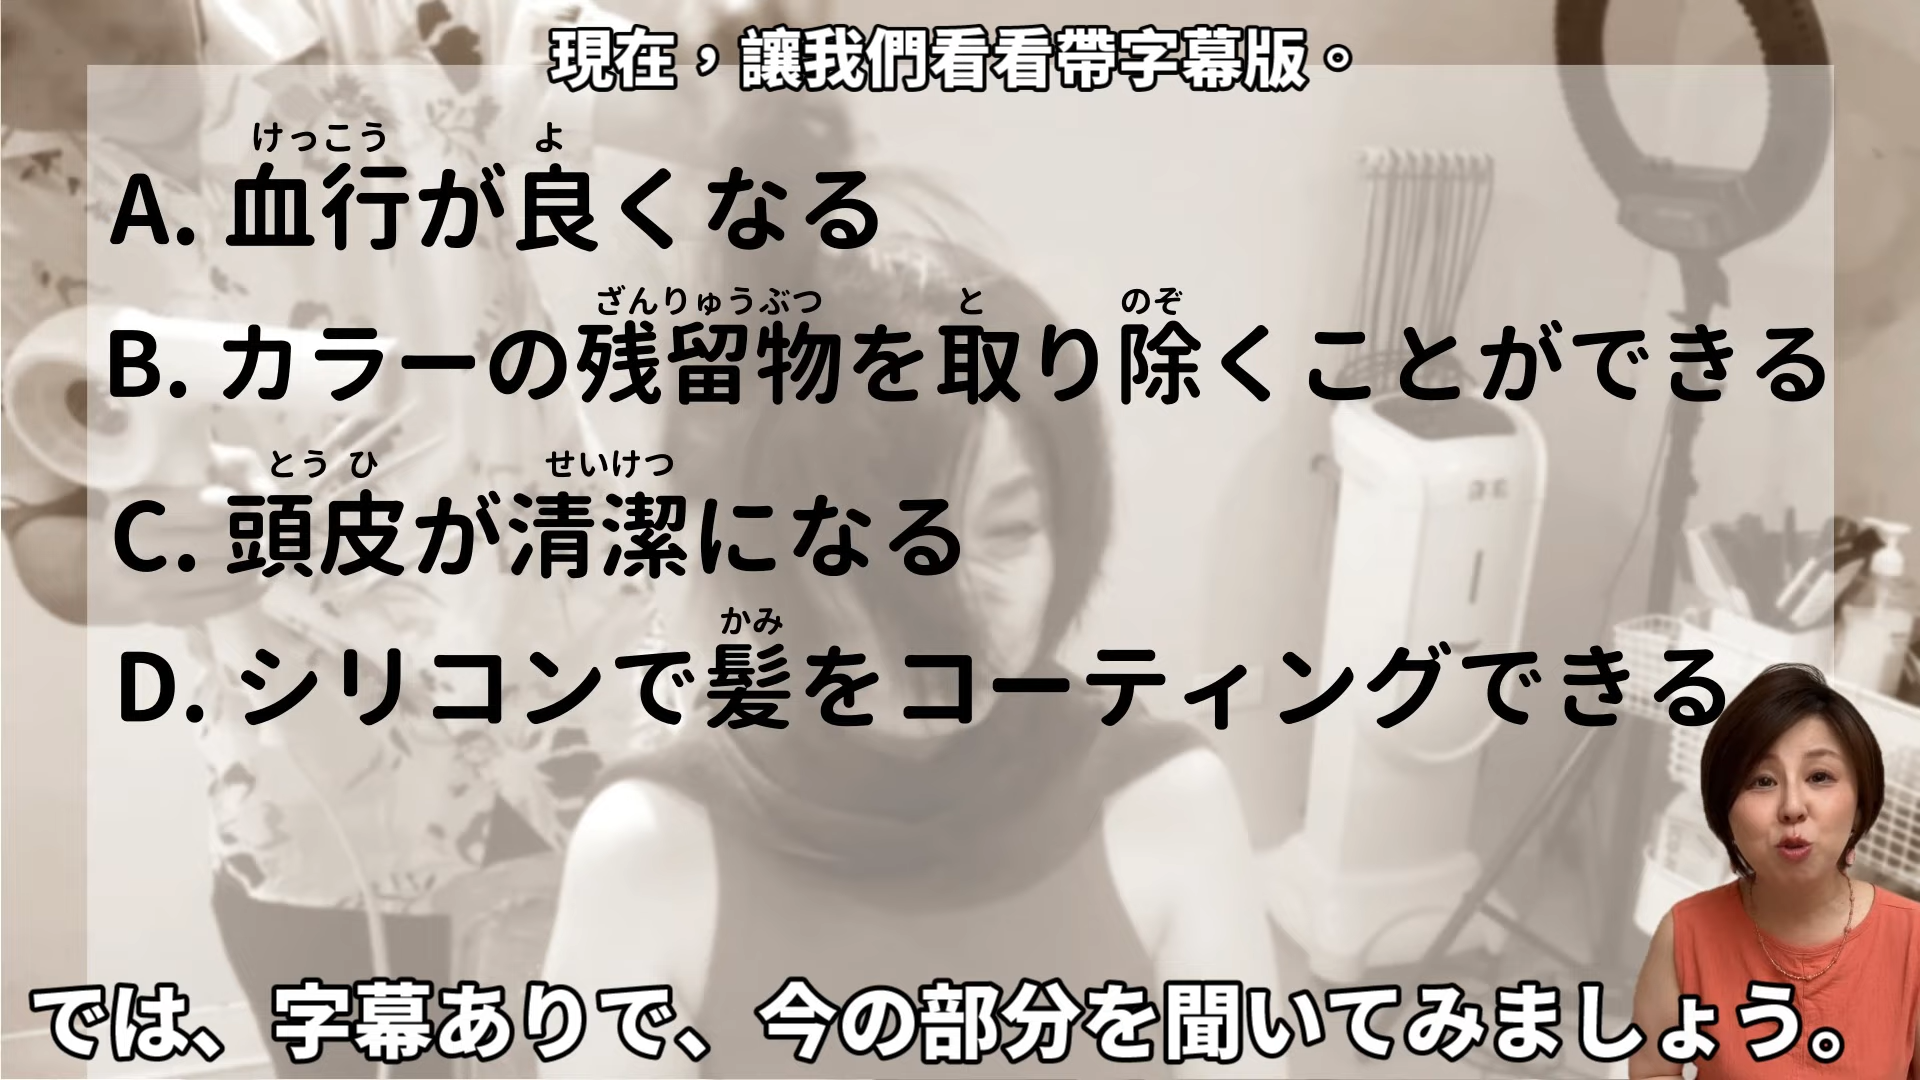 現在，讓我們看看帶字幕版。
けっこう よ
A. 血行が良くなる
ざんりゅうぶつ と のぞ
B. カラーの残留物を取り除くことができる
とう ひ せいけつ
C. 頭皮が清潔になる
かみ
D. シリコンで髪をコーティングできる
では、字幕ありで、今の部分を聞いてみましょう。